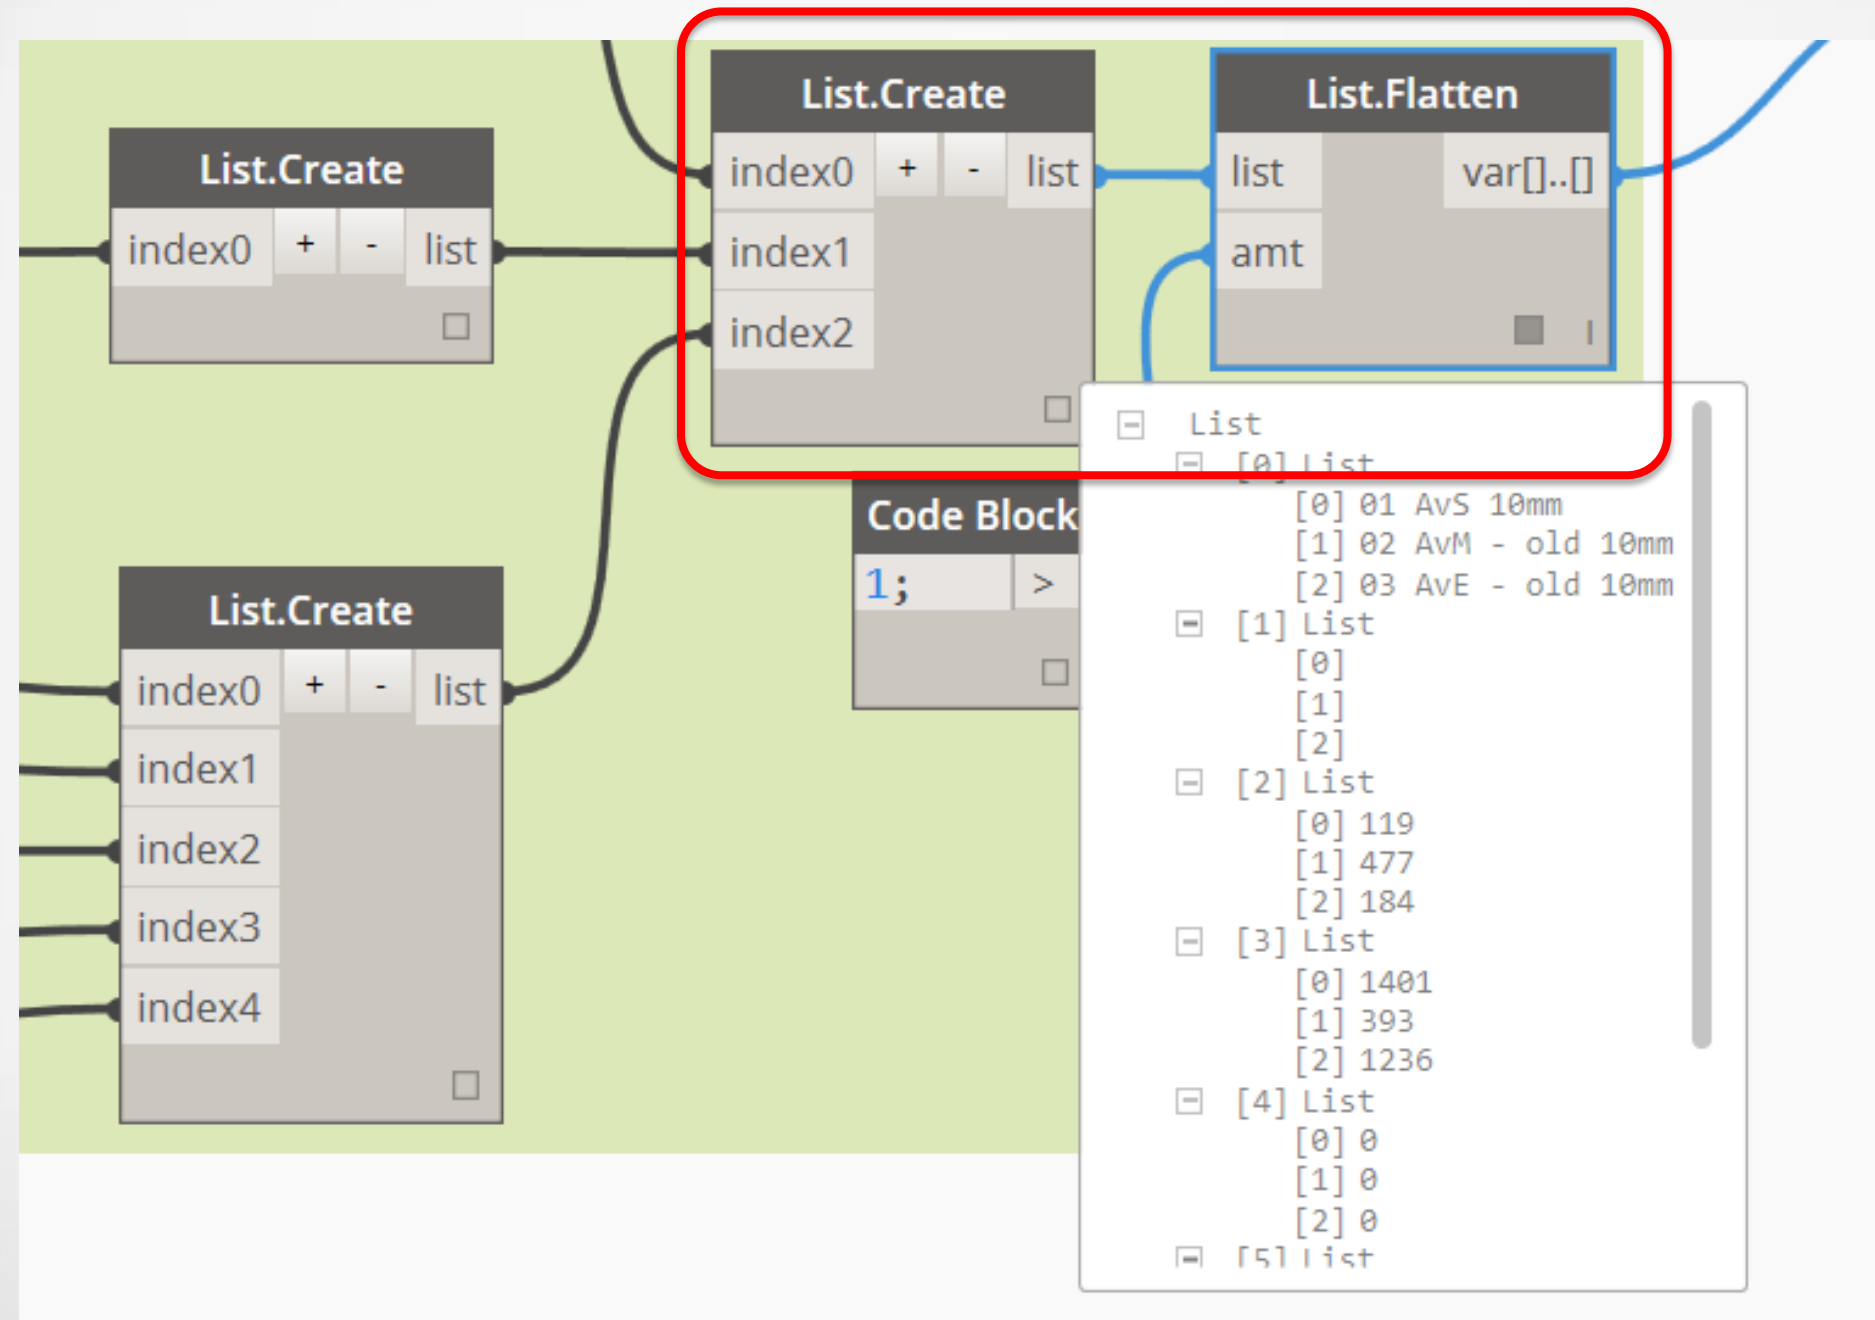 List.Create
index0 + - list
List.Create
index0 + - list
index1
index2
List.Flatten
list var[]..[]
amt
l
List.Create
index0 + - list
index1
index2
index3
index4
Code Block
1; >
List
[0] List
[0] 01 AvS 10mm
[1] 02 AvM - old 10mm
[2] 03 AvE - old 10mm
[1] List
[0]
[1]
[2]
[2] List
[0] 119
[1] 477
[2] 184
[3] List
[0] 1401
[1] 393
[2] 1236
[4] List
[0] 0
[1] 0
[2] 0
[5] List